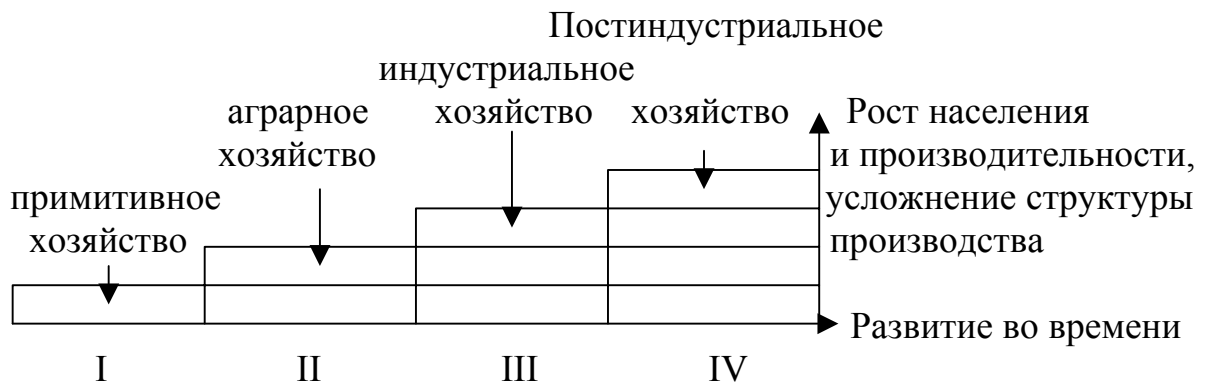 Постиндустриальное
хозяйство
индустриальное
хозяйство
аграрное
хозяйство
примитивное
хозяйство
Рост населения
и производительности,
усложнение структуры
производства
Развитие во времени
I
II
III
IV